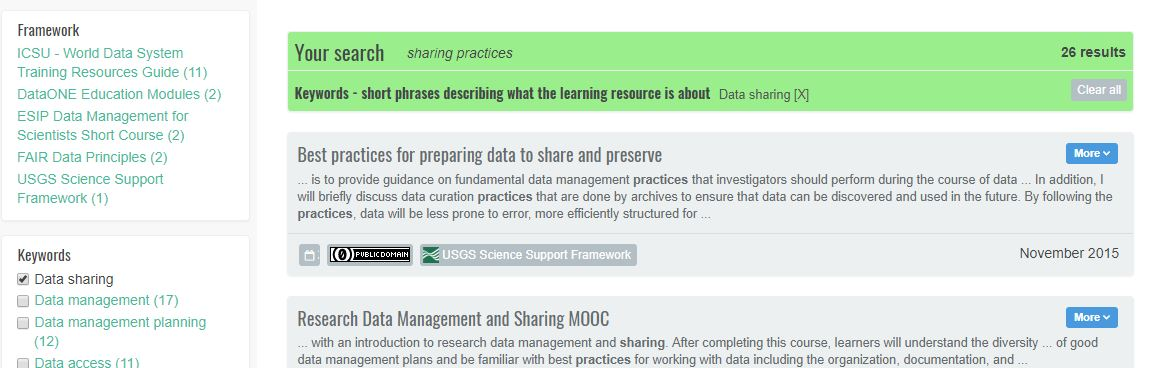 Framework
ICSU - World Data System
Training Resources Guide (11)
DataONE Education Modules (2)
ESIP Data Management for
Scientists Short Course (2)
FAIR Data Principles (2)
USGS Science Support
Framework (1)
Keywords
Data sharing
Data management (17)
Data management planning
(12)
Data access (11)
Your search sharing practices 26 results
Keywords - short phrases describing what the learning resource is about Data sharing [X] Clear all
Best practices for preparing data to share and preserve More
... is to provide guidance on fundamental data management practices that investigators should perform during the course of data ... In addition, I
will briefly discuss data curation practices that are done by archives to ensure that data can be discovered and used in the future. By following the
practices, data will be less prone to error, more efficiently structured for ...
PUBLIC DOMAIN USGS Science Support Framework November 2015
Research Data Management and Sharing MOOC More
... with an introduction to research data management and sharing. After completing this course, learners will understand the diversity ... of good
data management plans and be familiar with best practices for working with data including the organization, documentation, and ...